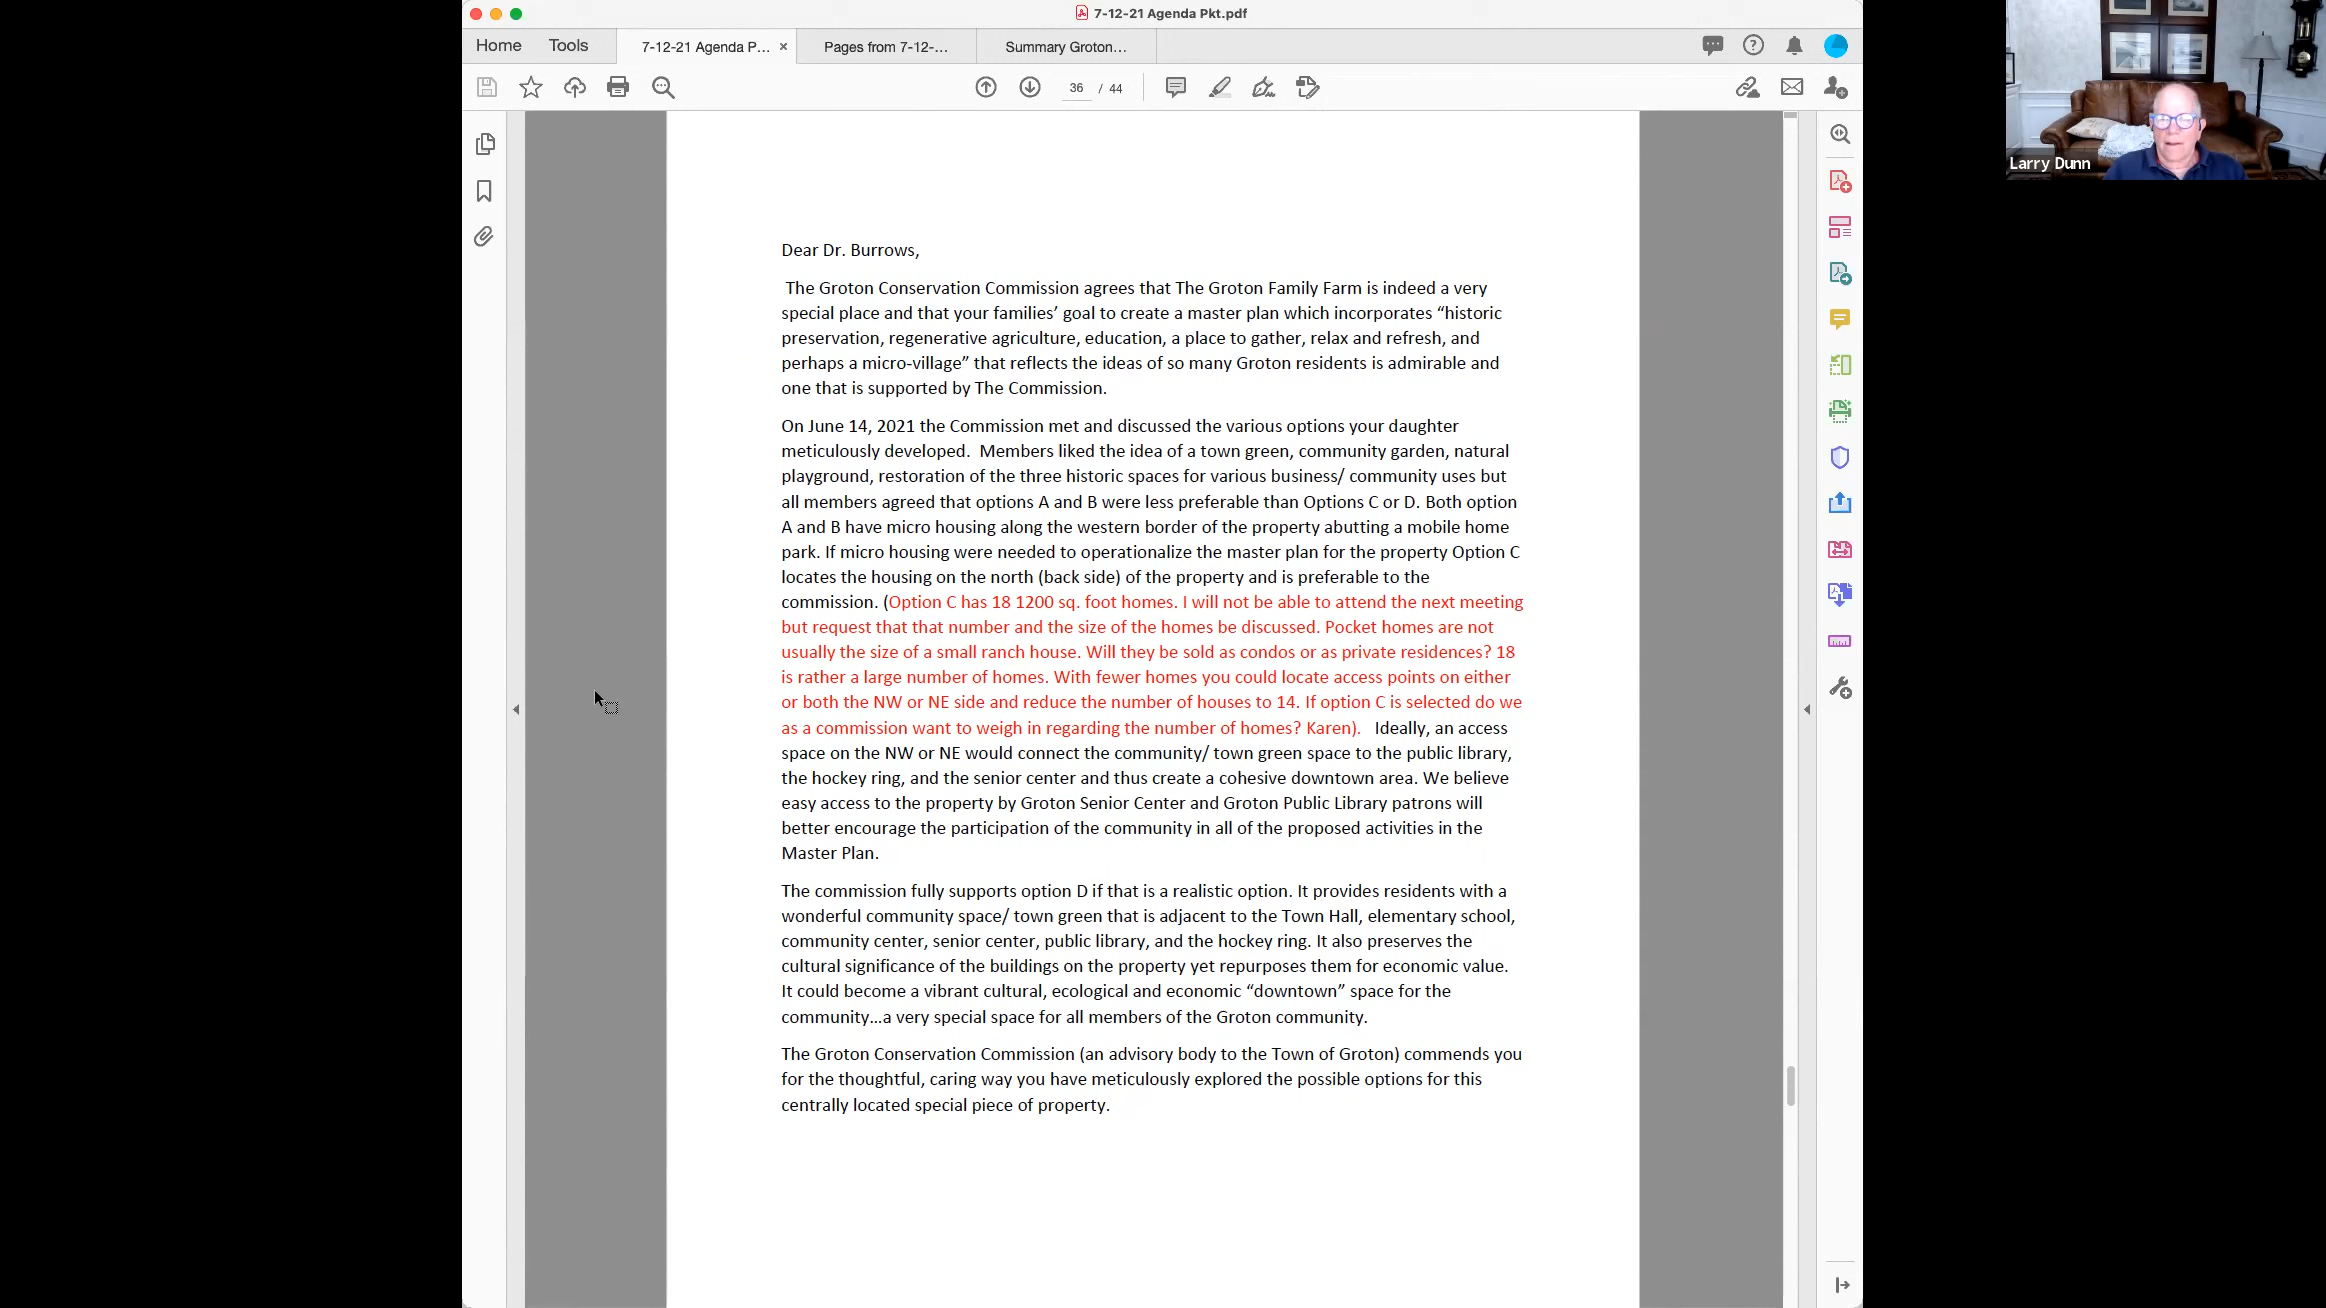 7-12-21 Agenda Pkt.pdf
Home Tools 7-12-21 Agenda P... × Pages from 7-12-... Summary Groton...
36 / 44
Larry Dunn
Dear Dr. Burrows,
The Groton Conservation Commission agrees that The Groton Family Farm is indeed a very
special place and that your families’ goal to create a master plan which incorporates “historic
preservation, regenerative agriculture, education, a place to gather, relax and refresh, and
perhaps a micro-village” that reflects the ideas of so many Groton residents is admirable and
one that is supported by The Commission.
On June 14, 2021 the Commission met and discussed the various options your daughter
meticulously developed.  Members liked the idea of a town green, community garden, natural
playground, restoration of the three historic spaces for various business/ community uses but
all members agreed that options A and B were less preferable than Options C or D. Both option
A and B have micro housing along the western border of the property abutting a mobile home
park. If micro housing were needed to operationalize the master plan for the property Option C
locates the housing on the north (back side) of the property and is preferable to the
commission. (Option C has 18 1200 sq. foot homes. I will not be able to attend the next meeting
but request that that number and the size of the homes be discussed. Pocket homes are not
usually the size of a small ranch house. Will they be sold as condos or as private residences? 18
is rather a large number of homes. With fewer homes you could locate access points on either
or both the NW or NE side and reduce the number of houses to 14. If option C is selected do we
as a commission want to weigh in regarding the number of homes? Karen).   Ideally, an access
space on the NW or NE would connect the community/ town green space to the public library,
the hockey ring, and the senior center and thus create a cohesive downtown area. We believe
easy access to the property by Groton Senior Center and Groton Public Library patrons will
better encourage the participation of the community in all of the proposed activities in the
Master Plan.
The commission fully supports option D if that is a realistic option. It provides residents with a
wonderful community space/ town green that is adjacent to the Town Hall, elementary school,
community center, senior center, public library, and the hockey ring. It also preserves the
cultural significance of the buildings on the property yet repurposes them for economic value.
It could become a vibrant cultural, ecological and economic “downtown” space for the
community…a very special space for all members of the Groton community.
The Groton Conservation Commission (an advisory body to the Town of Groton) commends you
for the thoughtful, caring way you have meticulously explored the possible options for this
centrally located special piece of property.